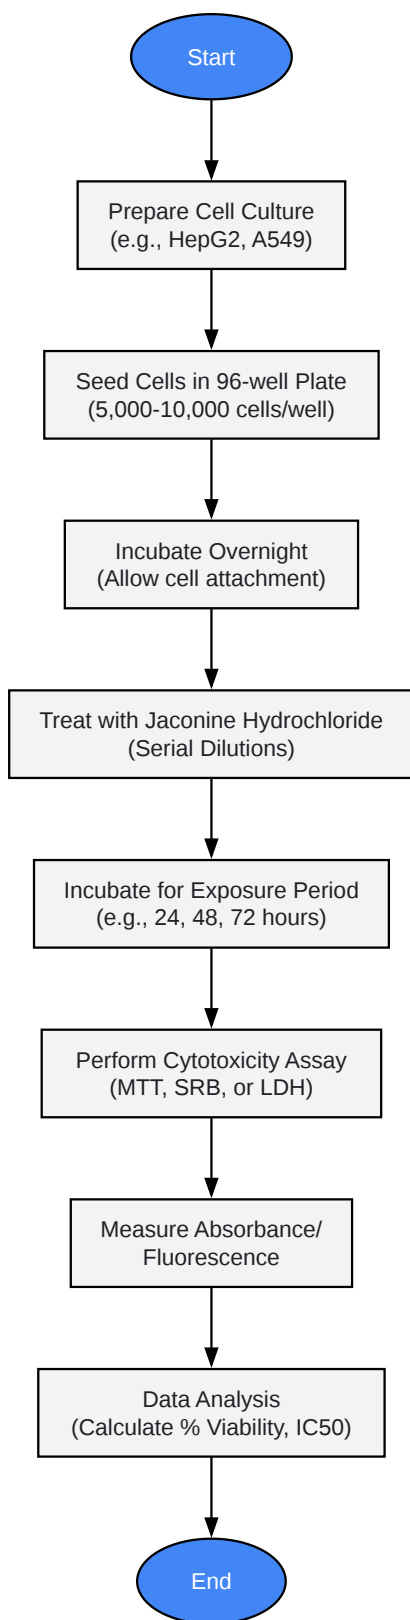 Start
Prepare Cell Culture
(e.g., HepG2, A549)
Seed Cells in 96-well Plate
(5,000-10,000 cells/well)
Incubate Overnight
(Allow cell attachment)
Treat with Jaconine Hydrochloride
(Serial Dilutions)
Incubate for Exposure Period
(e.g., 24, 48, 72 hours)
Perform Cytotoxicity Assay
(MTT, SRB, or LDH)
Measure Absorbance/
Fluorescence
Data Analysis
(Calculate % Viability, IC50)
End